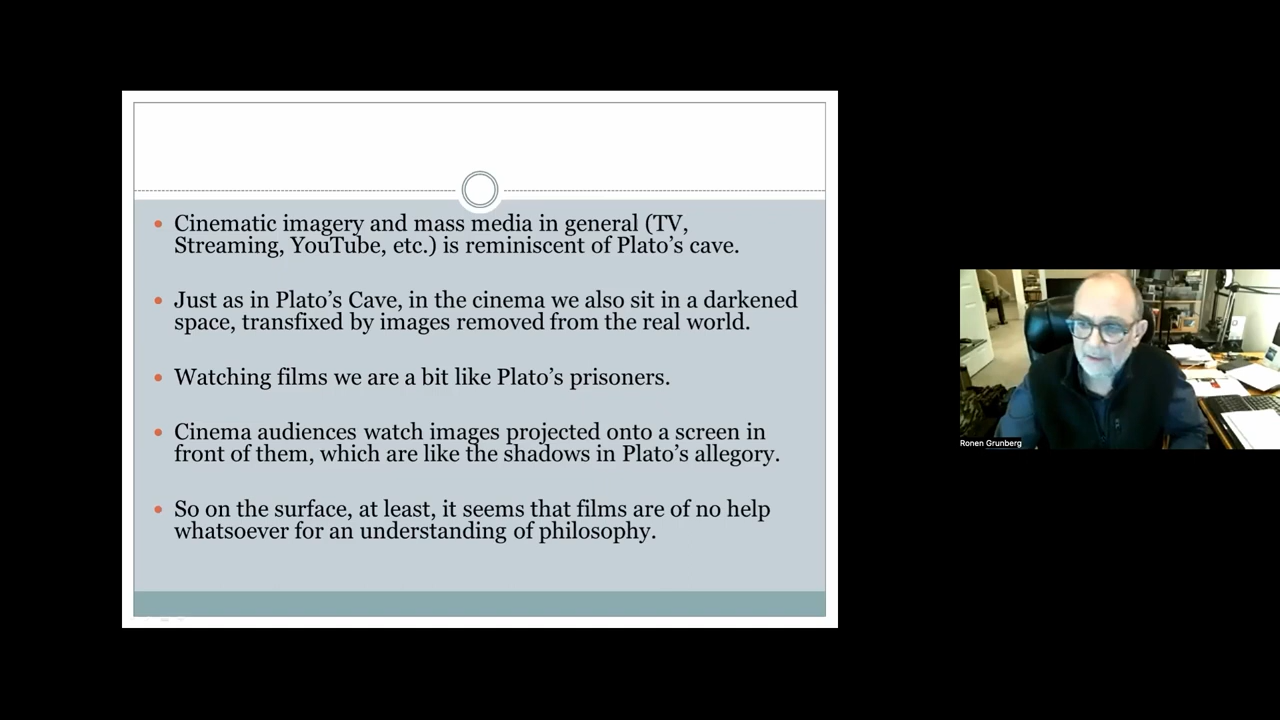 Cinematic imagery and mass media in general (TV,
Streaming, YouTube, etc.) is reminiscent of Plato’s cave.
Just as in Plato’s Cave, in the cinema we also sit in a darkened
space, transfixed by images removed from the real world.
Watching films we are a bit like Plato’s prisoners.
Cinema audiences watch images projected onto a screen in
front of them, which are like the shadows in Plato’s allegory.
So on the surface, at least, it seems that films are of no help
whatsoever for an understanding of philosophy.
Ronen Grunberg